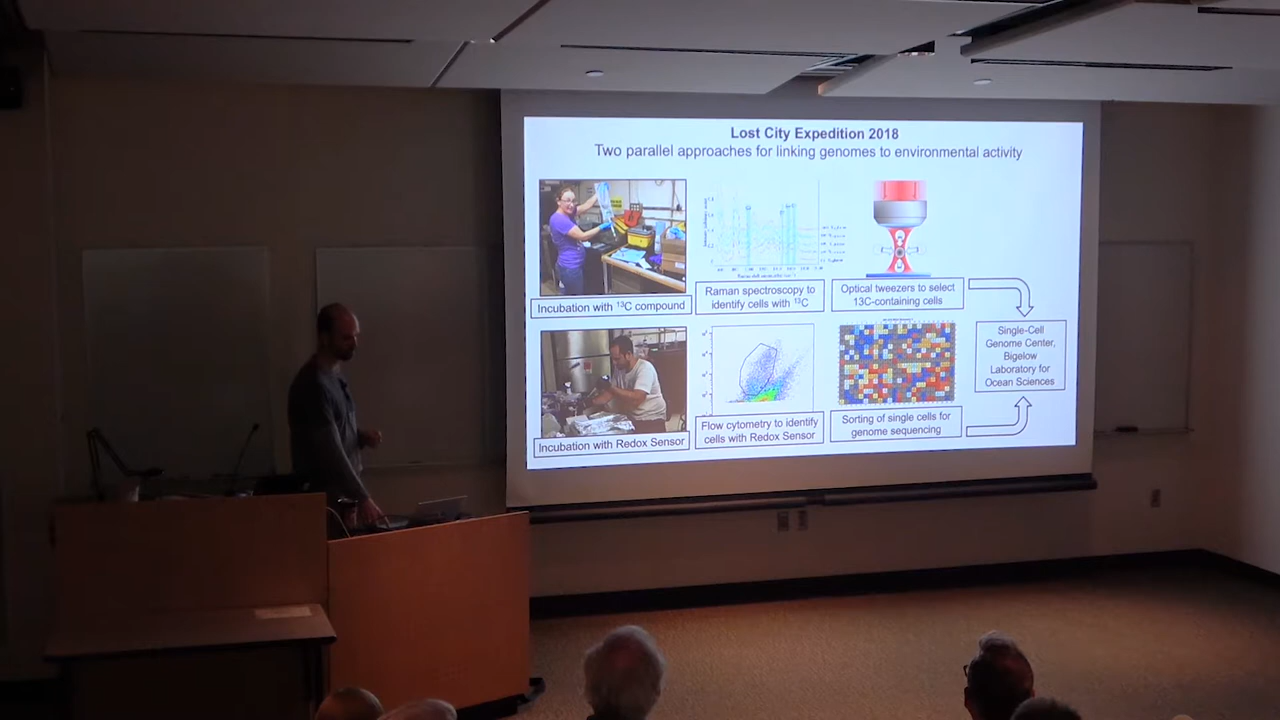 Lost City Expedition 2018
Two parallel approaches for linking genomes to environmental activity
Incubation with ¹³C compound
Raman spectroscopy to
identify cells with ¹³C
Optical tweezers to select
13C-containing cells
Single-Cell
Genome Center,
Bigelow
Laboratory for
Ocean Sciences
Incubation with Redox Sensor
Flow cytometry to identify
cells with Redox Sensor
Sorting of single cells for
genome sequencing